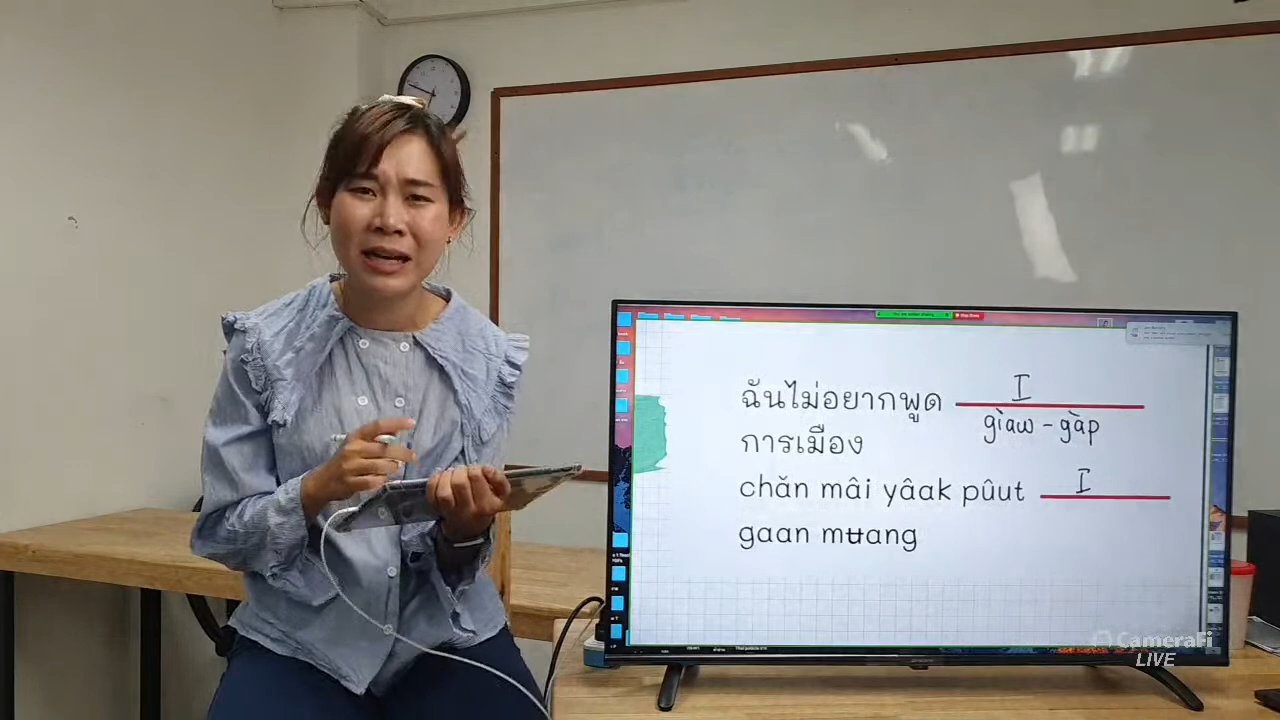 ฉันไม่อยากพูด I
gìaw - gàp
การเมือง
chăn mâi yâak pûut I
gaan mʉang
CameraFi
LIVE